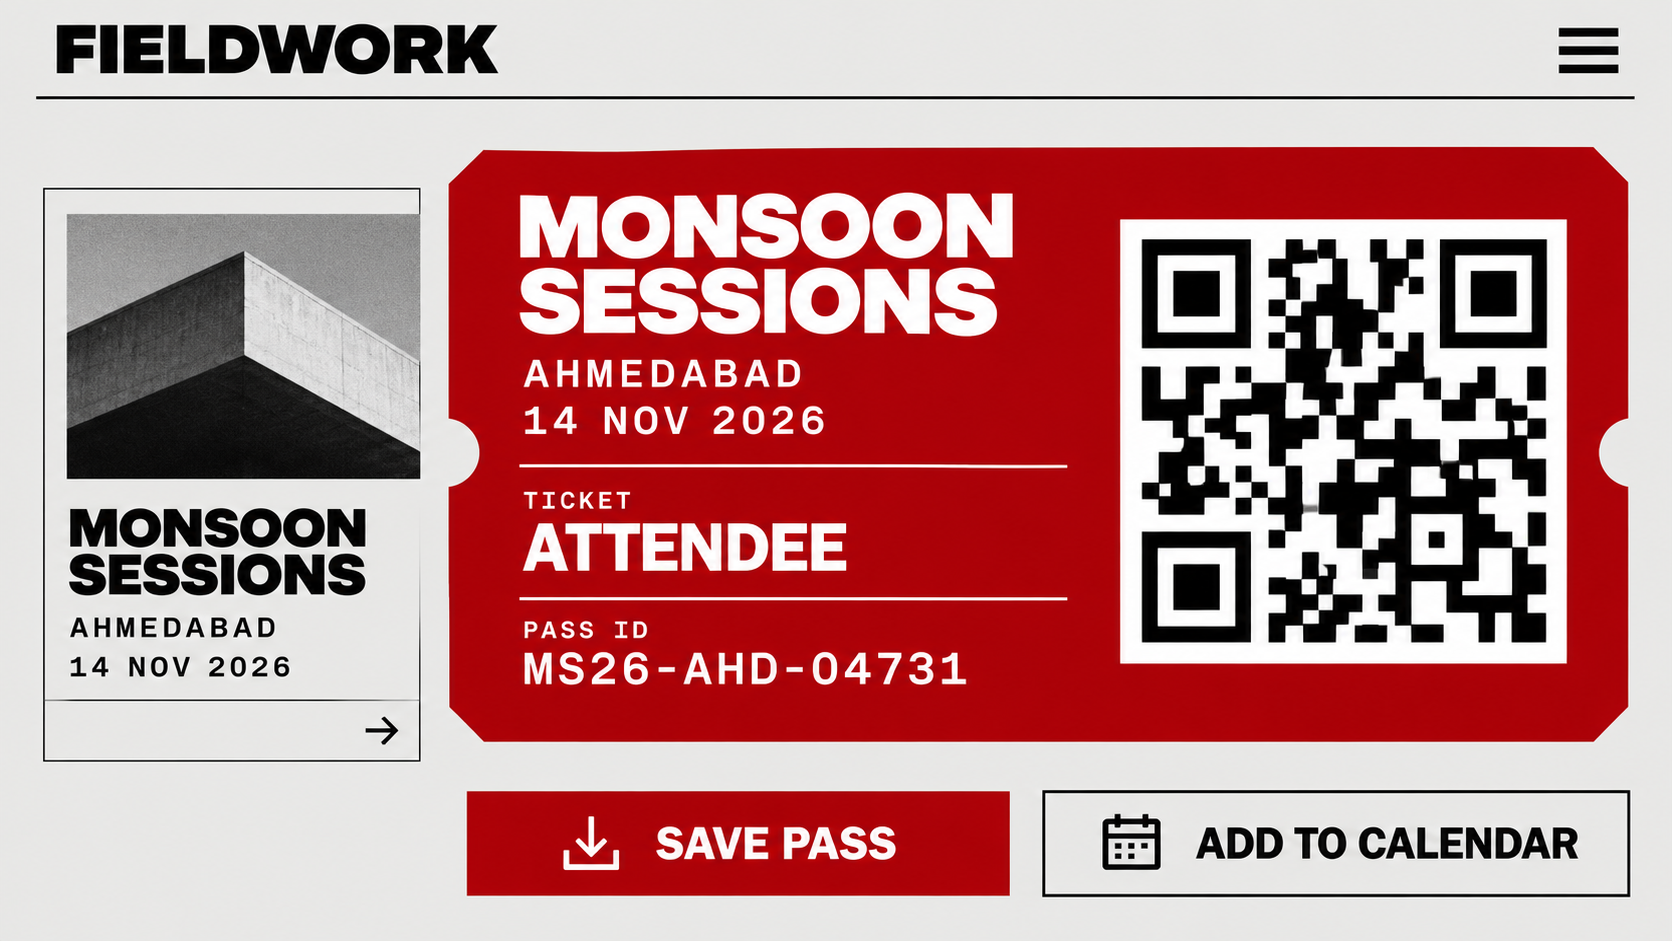 FIELDWORK
MONSOON
SESSIONS
AHMEDABAD
14 NOV 2026
MONSOON
SESSIONS
AHMEDABAD
14 NOV 2026
TICKET
ATTENDEE
PASS ID
MS26-AHD-04731
SAVE PASS
ADD TO CALENDAR